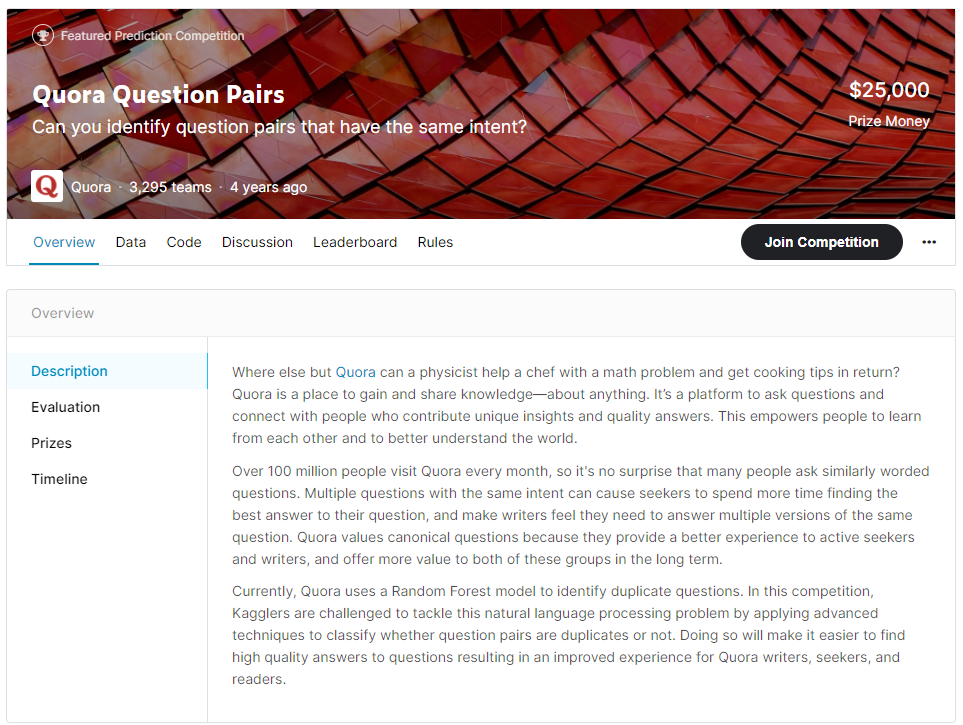 Featured Prediction Competition
Quora Question Pairs
Can you identify question pairs that have the same intent?
$25,000
Prize Money
Q
Quora · 3,295 teams · 4 years ago
Overview Data Code Discussion Leaderboard Rules Join Competition ...
Overview
Description
Evaluation
Prizes
Timeline
Where else but Quora can a physicist help a chef with a math problem and get cooking tips in return?
Quora is a place to gain and share knowledge—about anything. It’s a platform to ask questions and
connect with people who contribute unique insights and quality answers. This empowers people to learn
from each other and to better understand the world.
Over 100 million people visit Quora every month, so it's no surprise that many people ask similarly worded
questions. Multiple questions with the same intent can cause seekers to spend more time finding the
best answer to their question, and make writers feel they need to answer multiple versions of the same
question. Quora values canonical questions because they provide a better experience to active seekers
and writers, and offer more value to both of these groups in the long term.
Currently, Quora uses a Random Forest model to identify duplicate questions. In this competition,
Kagglers are challenged to tackle this natural language processing problem by applying advanced
techniques to classify whether question pairs are duplicates or not. Doing so will make it easier to find
high quality answers to questions resulting in an improved experience for Quora writers, seekers, and
readers.